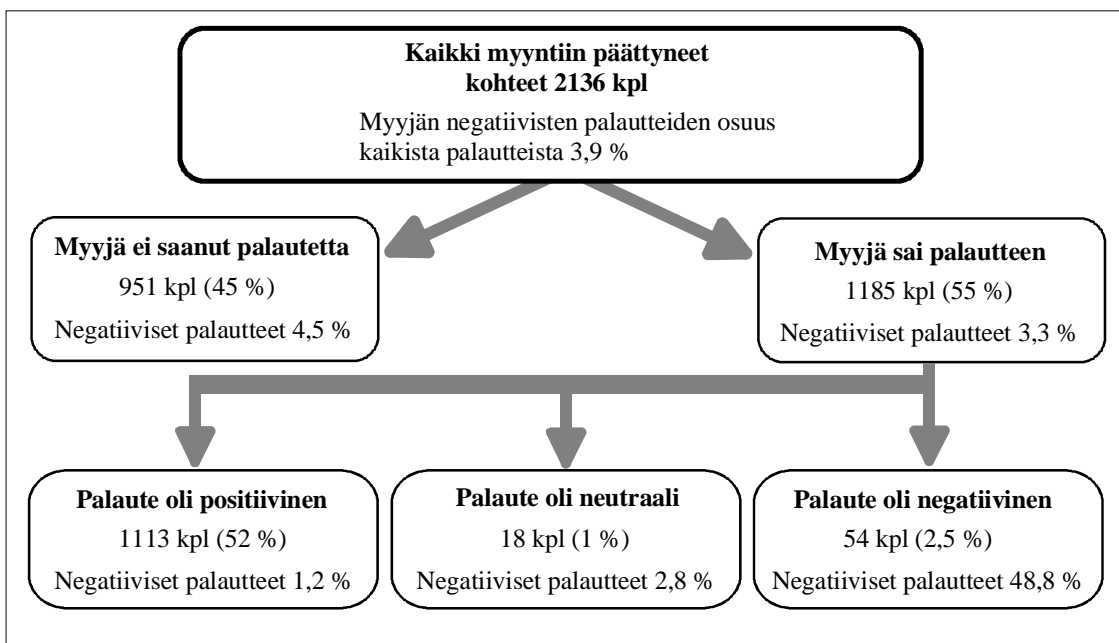 Kaikki myyntiin päättyneet
kohteet 2136 kpl
Myyjän negatiivisten palautteiden osuus
kaikista palautteista 3,9 %
Myyjä ei saanut palautetta
951 kpl (45 %)
Negatiiviset palautteet 4,5 %
Myyjä sai palautteen
1185 kpl (55 %)
Negatiiviset palautteet 3,3 %
Palaute oli positiivinen
1113 kpl (52 %)
Negatiiviset palautteet 1,2 %
Palaute oli neutraali
18 kpl (1 %)
Negatiiviset palautteet 2,8 %
Palaute oli negatiivinen
54 kpl (2,5 %)
Negatiiviset palautteet 48,8 %